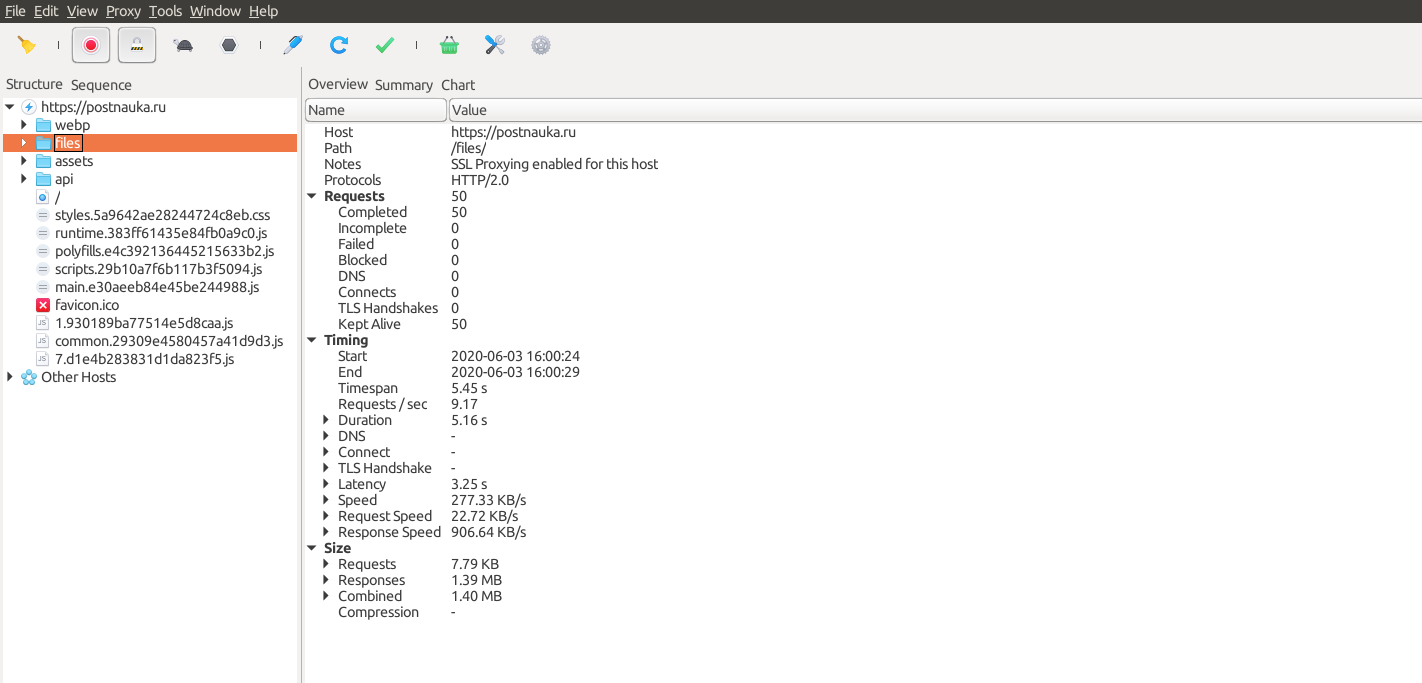 File Edit View Proxy Tools Window Help
Structure Sequence
https://postnauka.ru
webp
files
assets
api
/
styles.5a9642ae28244724c8eb.css
runtime.383ff61435e84fb0a9c0.js
polyfills.e4c392136445215633b2.js
scripts.29b10a7f6b117b3f5094.js
main.e30aeeb84e45be244988.js
favicon.ico
JS 1.930189ba77514e5d8caa.js
JS common.29309e4580457a41d9d3.js
JS 7.d1e4b283831d1da823f5.js
Other Hosts
Overview Summary Chart
Name Value
Host https://postnauka.ru
Path /files/
Notes SSL Proxying enabled for this host
Protocols HTTP/2.0
Requests 50
Completed 50
Incomplete 0
Failed 0
Blocked 0
DNS 0
Connects 0
TLS Handshakes 0
Kept Alive 50
Timing
Start 2020-06-03 16:00:24
End 2020-06-03 16:00:29
Timespan 5.45 s
Requests / sec 9.17
Duration 5.16 s
DNS -
Connect -
TLS Handshake -
Latency 3.25 s
Speed 277.33 KB/s
Request Speed 22.72 KB/s
Response Speed 906.64 KB/s
Size
Requests 7.79 KB
Responses 1.39 MB
Combined 1.40 MB
Compression -